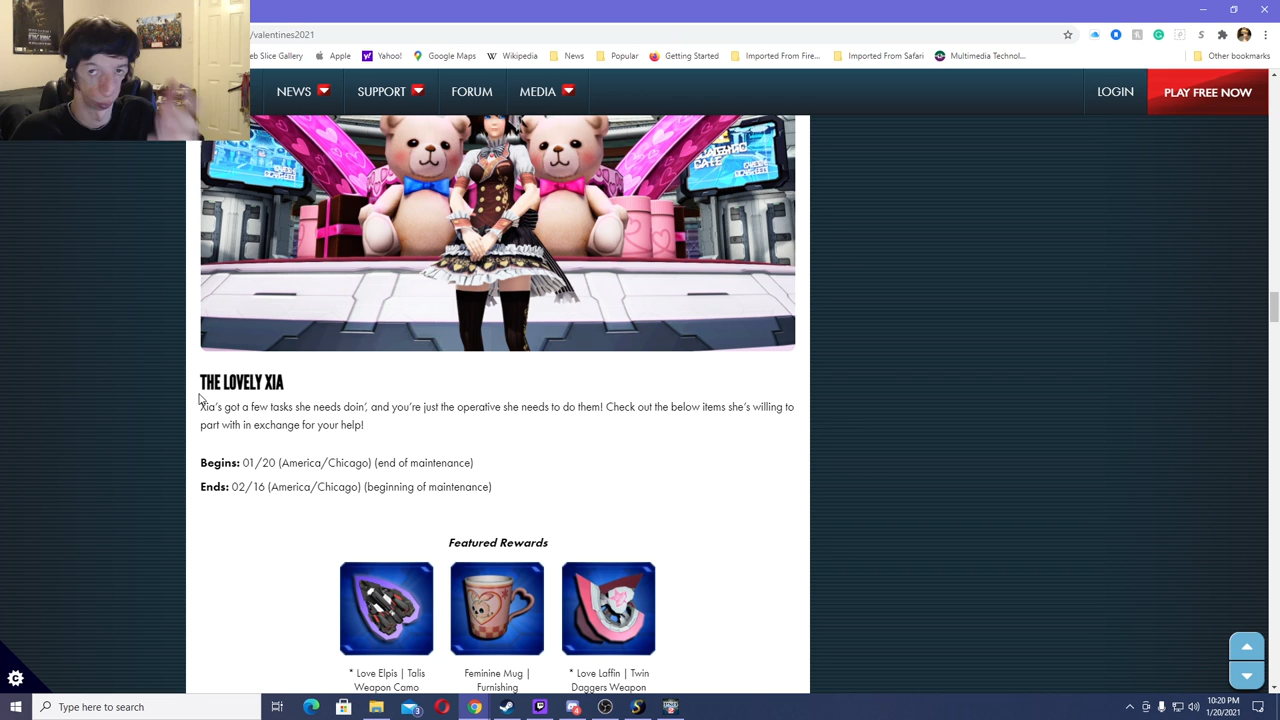 /valentines2021
eb Slice Gallery Apple Yahoo! Google Maps Wikipedia News Popular Getting Started Imported From Fire... Imported From Safari Multimedia Technol... Other bookmarks
NEWS SUPPORT FORUM MEDIA LOGIN PLAY FREE NOW
THE LOVELY XIA
Xia's got a few tasks she needs doin', and you're just the operative she needs to do them! Check out the below items she's willing to
part with in exchange for your help!
Begins: 01/20 (America/Chicago) (end of maintenance)
Ends: 02/16 (America/Chicago) (beginning of maintenance)
Featured Rewards
* Love Elpis | Talis
Weapon Camo
Feminine Mug |
Furnishing
* Love Laffin | Twin
Daggers Weapon
Type here to search
10:20 PM
1/20/2021